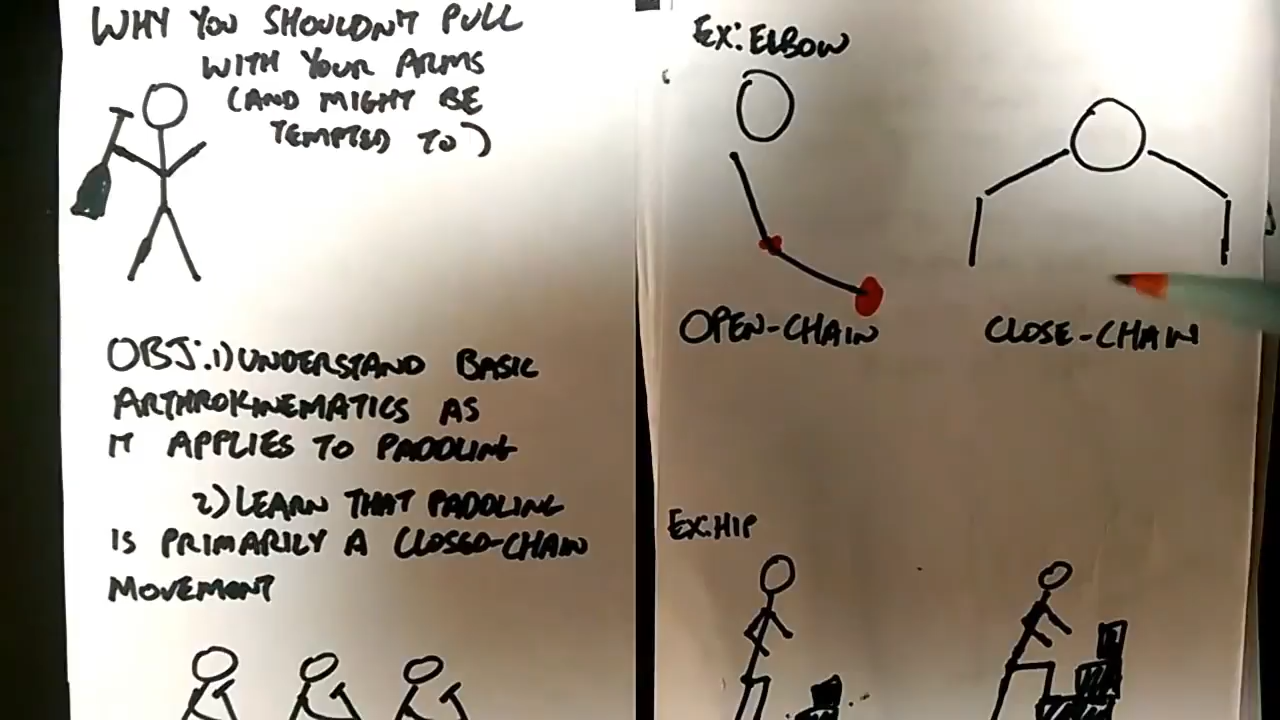 WHY YOU SHOULDN'T PULL
WITH YOUR ARMS
(AND MIGHT BE
TEMPTED TO)
OBJ:1)UNDERSTAND BASIC
ARTHROKINEMATICS AS
IT APPLIES TO PADDLING
2)LEARN THAT PADDLING
IS PRIMARILY A CLOSED-CHAIN
MOVEMENT
EX: ELBOW
OPEN-CHAIN
CLOSE-CHAIN
EX:HIP